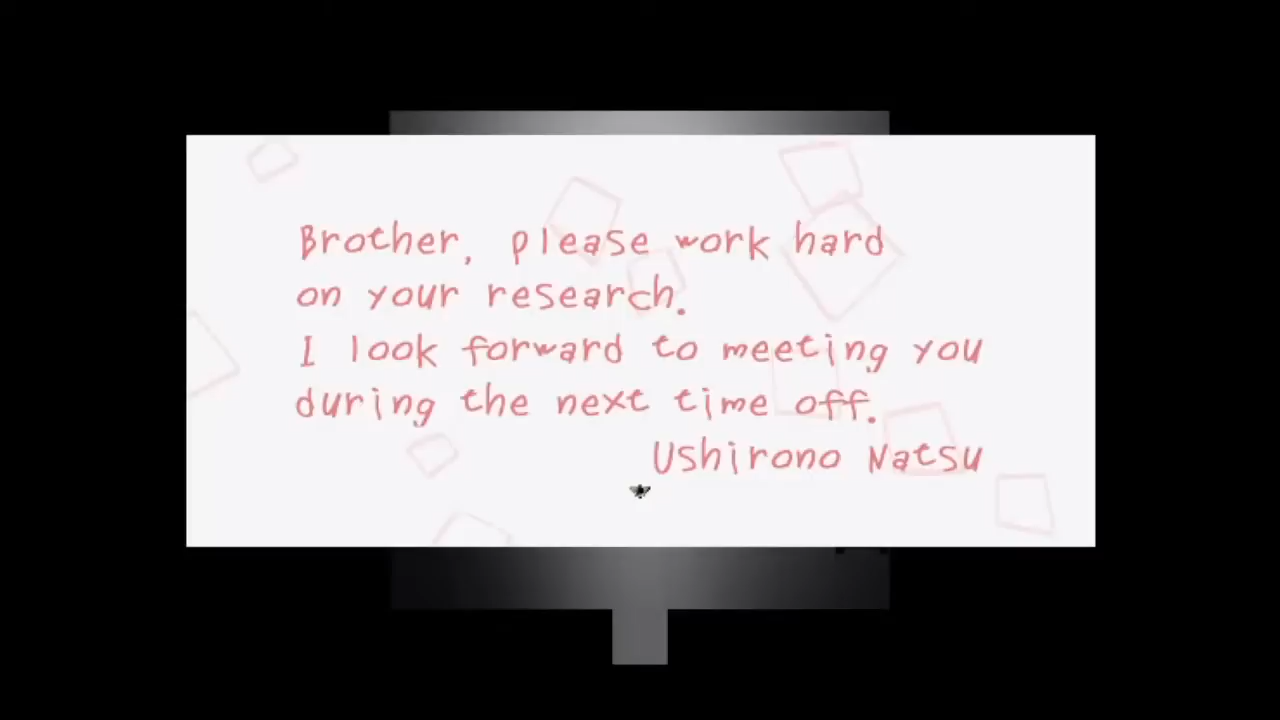 Brother, please work hard
on your research.
I look forward to meeting you
during the next time off.
Ushirono Natsu